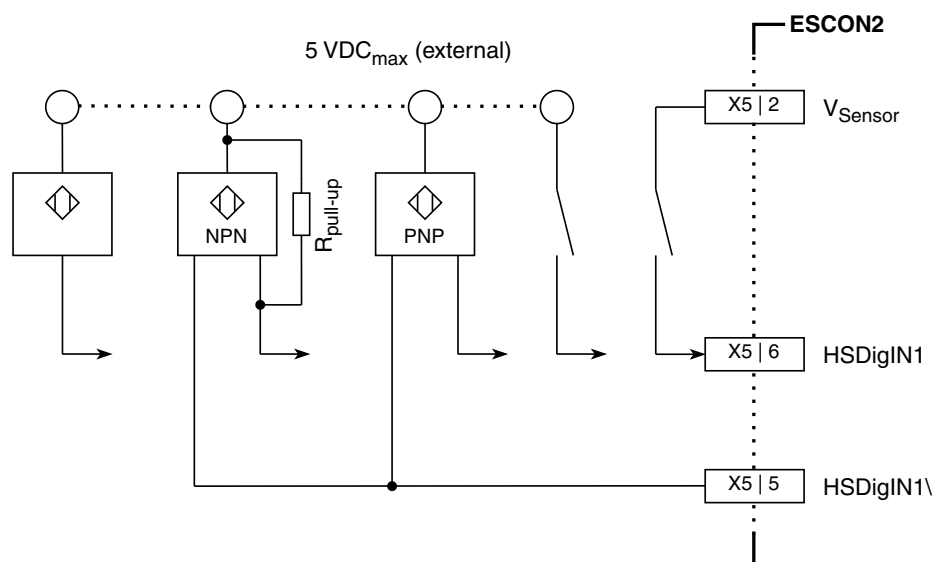 ESCON2
5 VDCmax (external)
X5 | 2
VSensor
NPN
Rpull-up
PNP
X5 | 6
HSDigIN1
X5 | 5
HSDigIN1\